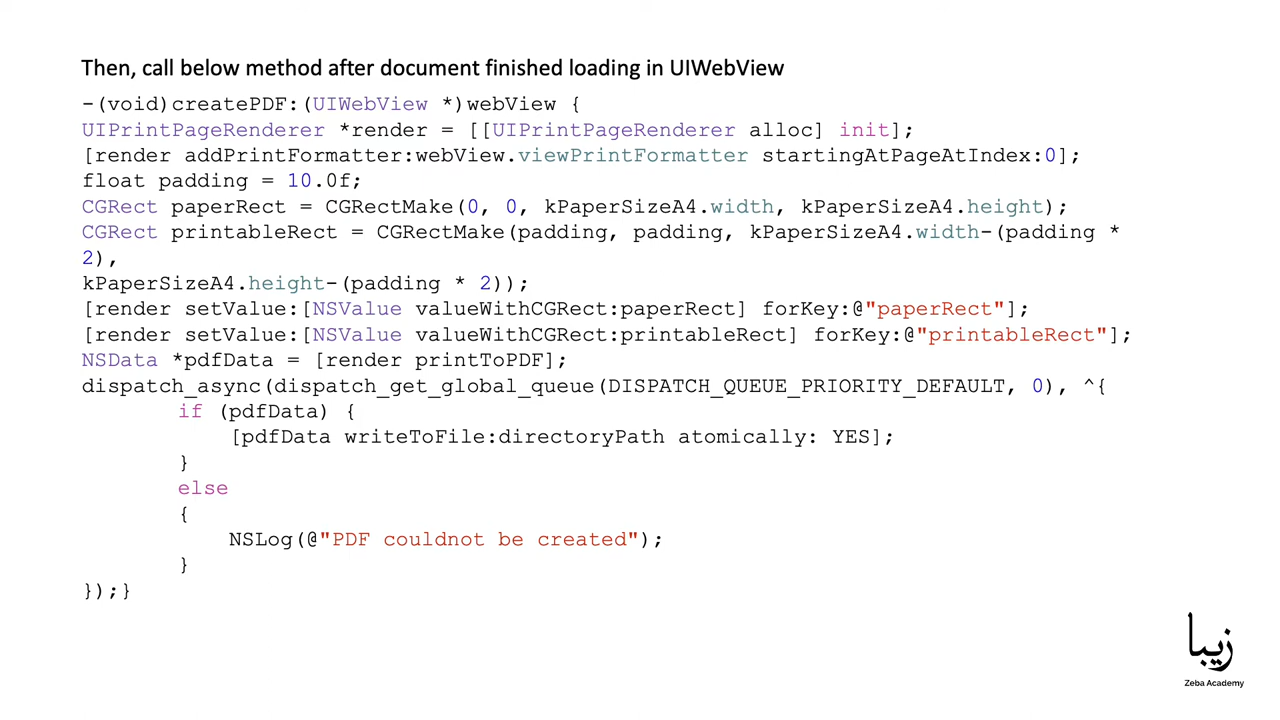 Then, call below method after document finished loading in UIWebView
-(void)createPDF:(UIWebView *)webView {
UIPrintPageRenderer *render = [[UIPrintPageRenderer alloc] init];
[render addPrintFormatter:webView.viewPrintFormatter startingAtPageAtIndex:0];
float padding = 10.0f;
CGRect paperRect = CGRectMake(0, 0, kPaperSizeA4.width, kPaperSizeA4.height);
CGRect printableRect = CGRectMake(padding, padding, kPaperSizeA4.width-(padding *
2),
kPaperSizeA4.height-(padding * 2));
[render setValue:[NSValue valueWithCGRect:paperRect] forKey:@"paperRect"];
[render setValue:[NSValue valueWithCGRect:printableRect] forKey:@"printableRect"];
NSData *pdfData = [render printToPDF];
dispatch_async(dispatch_get_global_queue(DISPATCH_QUEUE_PRIORITY_DEFAULT, 0), ^{
if (pdfData) {
[pdfData writeToFile:directoryPath atomically: YES];
}
else
{
NSLog(@"PDF couldnot be created");
}
});}
زیبا
Zeba Academy